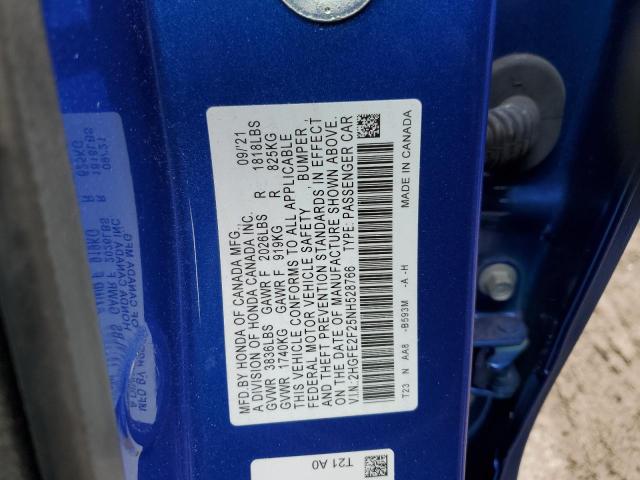 MFD.BY HONDA OF CANADA MFG. 09/21
A DIVISION OF HONDA CANADA INC.
GVWR 3836LBS GAWR F 2026LBS R 1818LBS
GVWR 1740KG GAWR F 919KG R 825KG
THIS VEHICLE CONFORMS TO ALL APPLICABLE
FEDERAL MOTOR VEHICLE SAFETY , BUMPER ,
AND THEFT PREVENTION STANDARDS, IN EFFECT
ON THE DATE OF MANUFACTURE SHOWN ABOVE.
V.I.N.:2HGFE2F25NH528766 TYPE: PASSENGER CAR
T23 N AA8 -B593M -A -H MADE IN CANADA
T21 A0